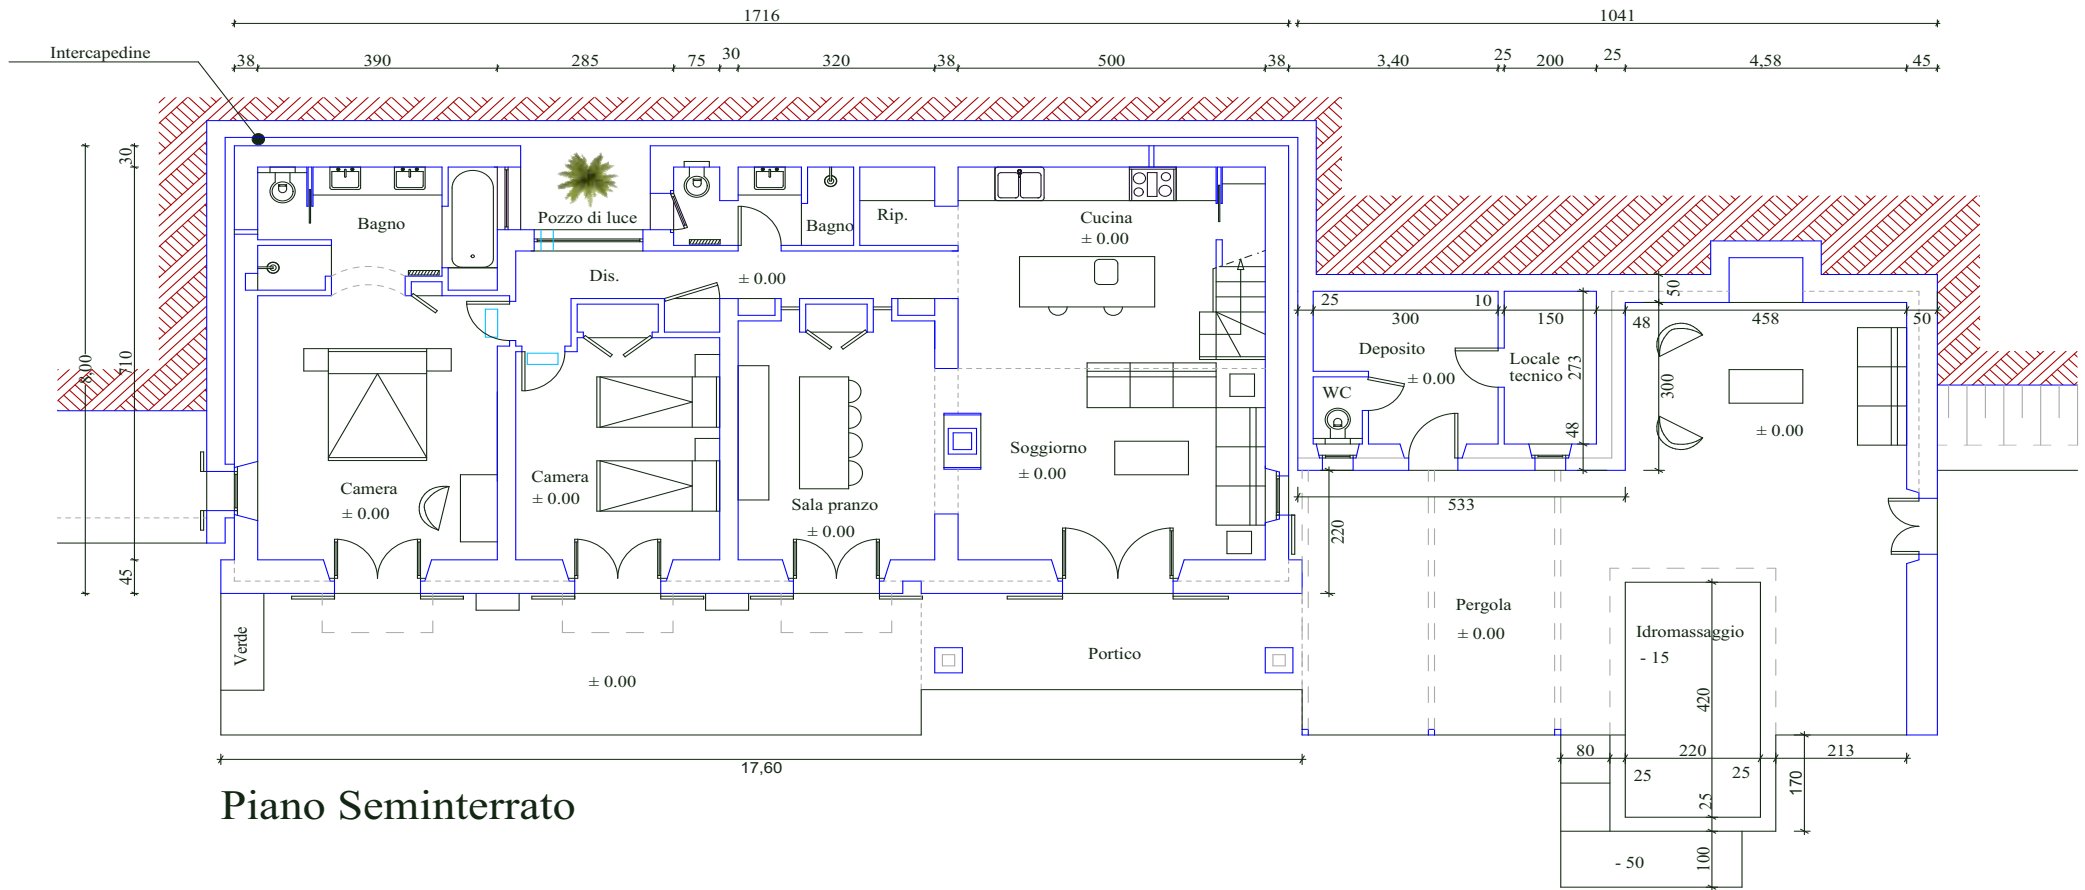 1716
1041
Intercapedine
38
390
285
75
30
320
38
500
38
3,40
25
200
25
4,58
45
30
8,00
710
45
Bagno
Pozzo di luce
Bagno
Rip.
Cucina
± 0.00
Dis.
± 0.00
25
10
300
150
50
48
458
50
Deposito
± 0.00
Locale
tecnico
273
300
WC
48
± 0.00
Camera
± 0.00
Camera
± 0.00
Sala pranzo
± 0.00
Soggiorno
± 0.00
533
220
Verde
± 0.00
Portico
Pergola
± 0.00
Idromassaggio
- 15
420
17,60
80
220
213
25
25
170
25
- 50
100
Piano Seminterrato